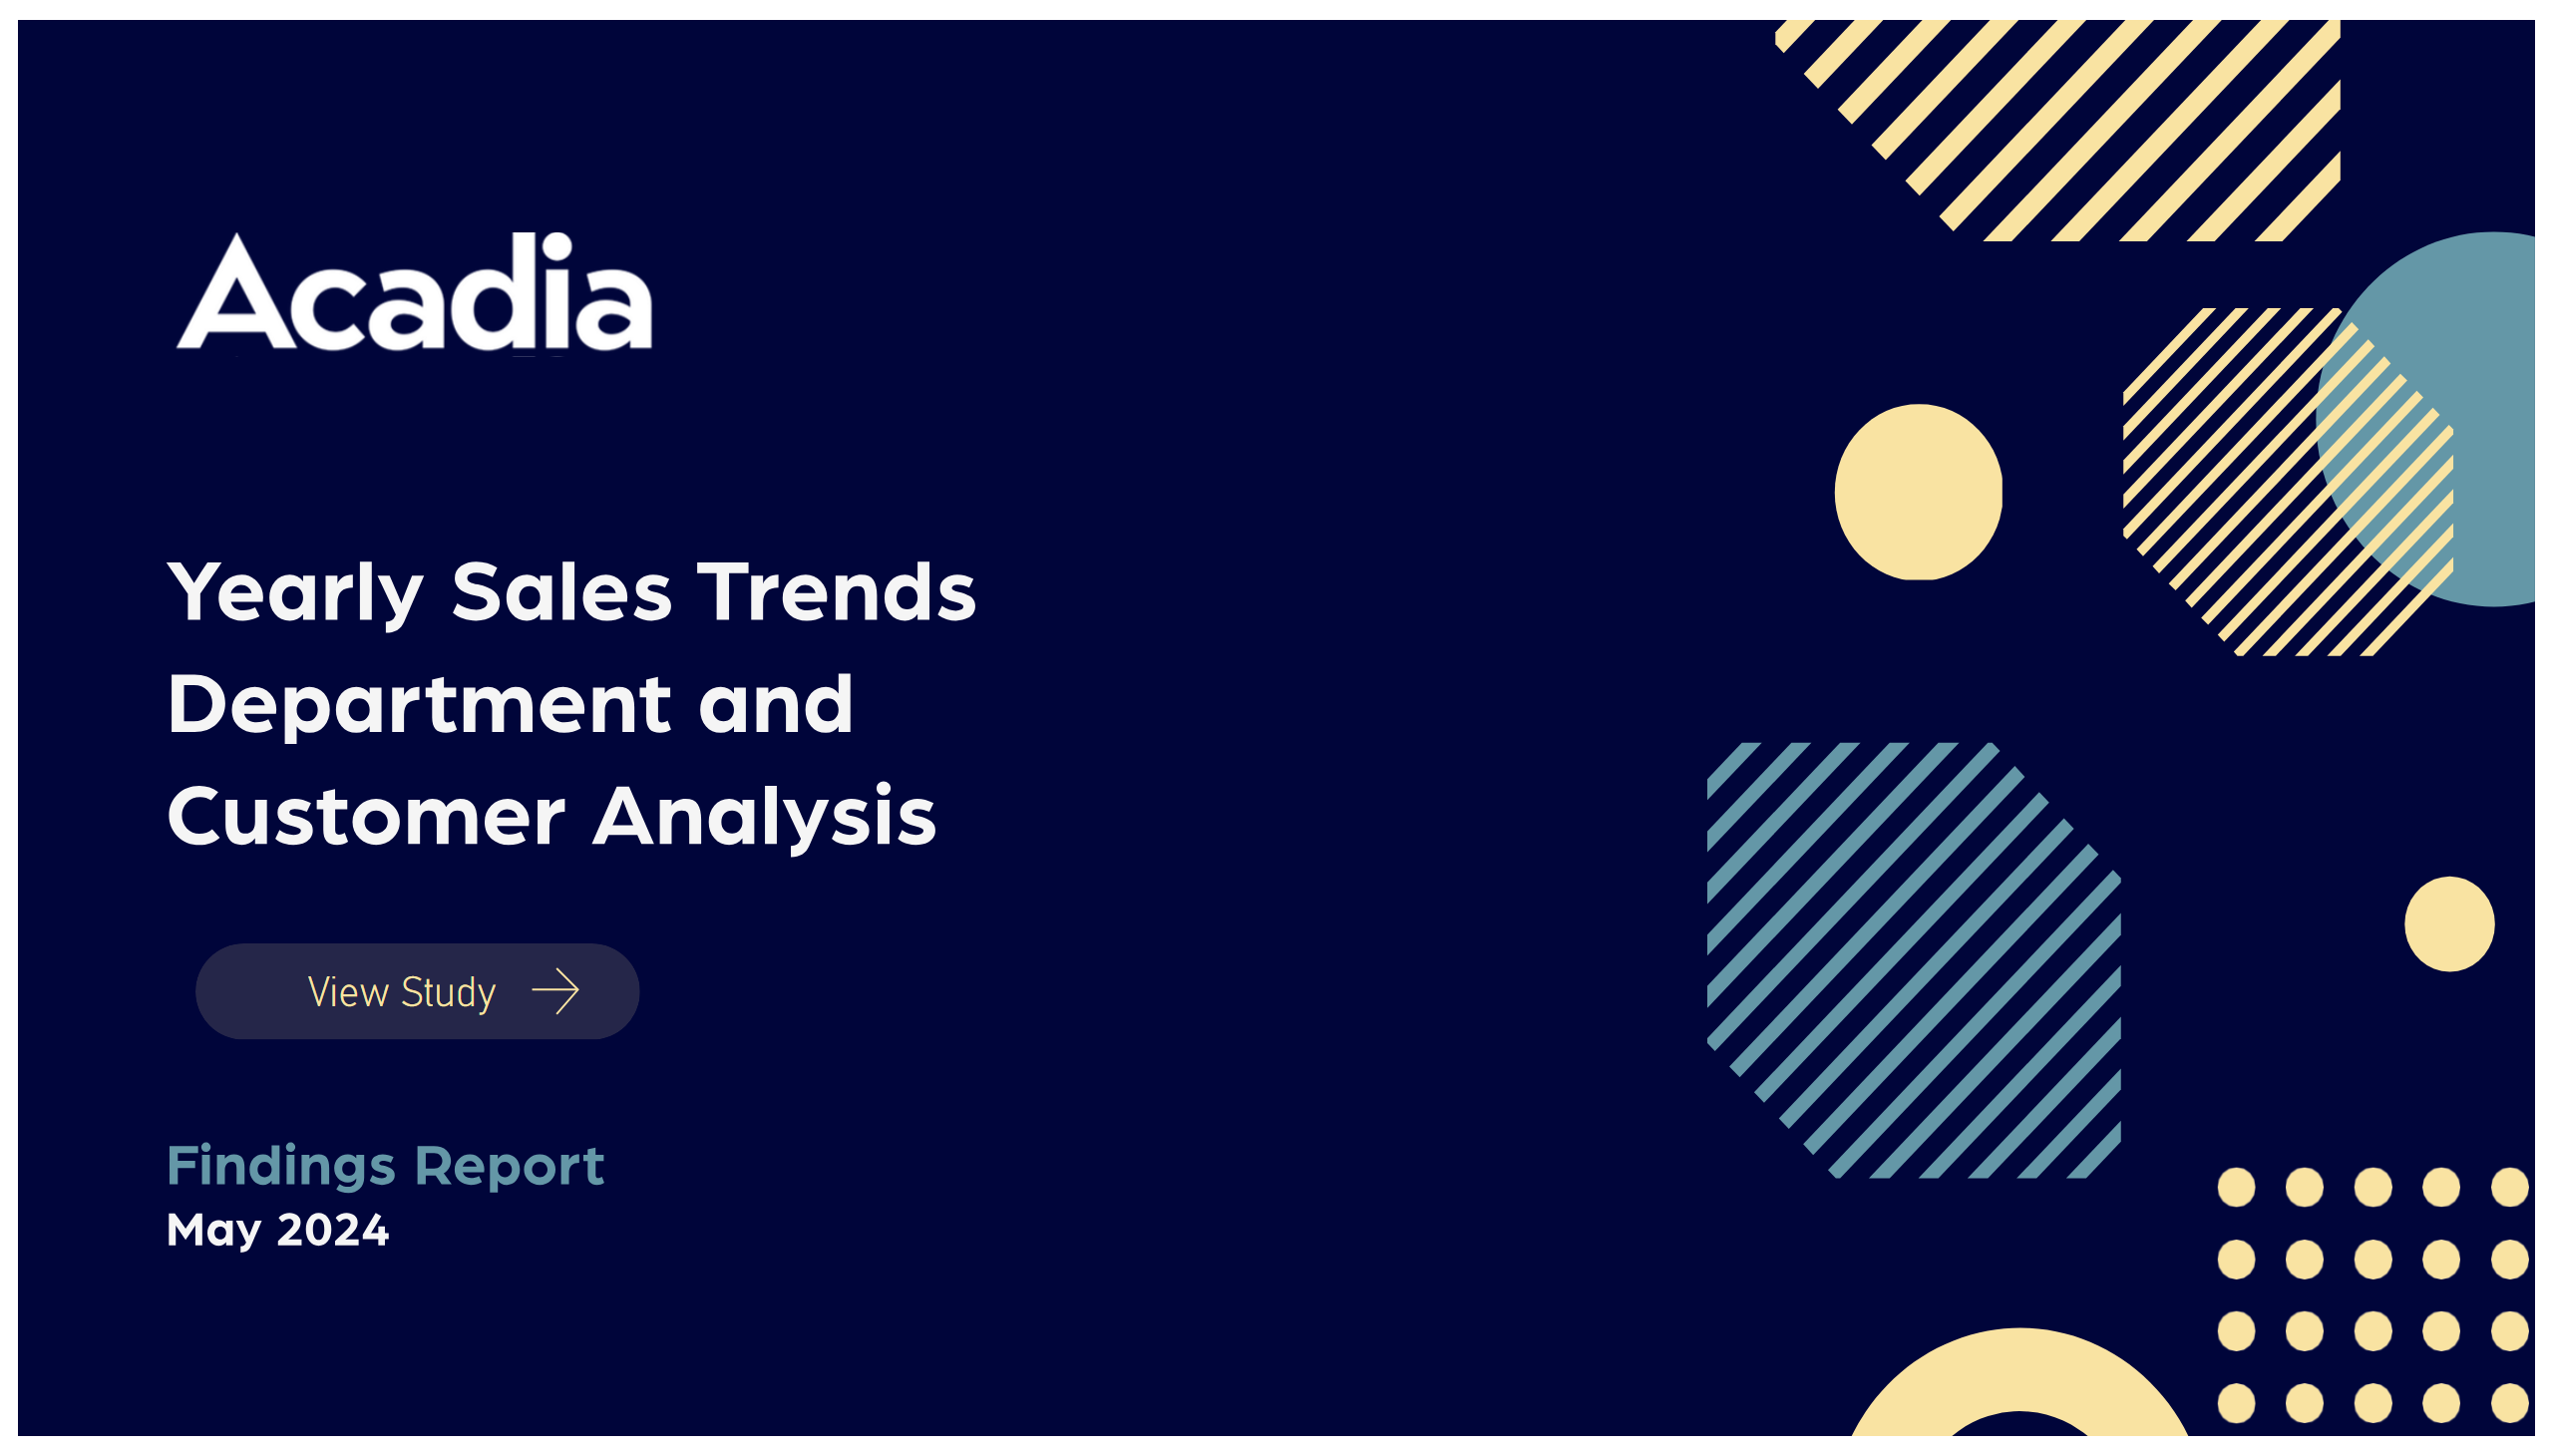 Acadia
Yearly Sales Trends
Department and
Customer Analysis
View Study
Findings Report
May 2024